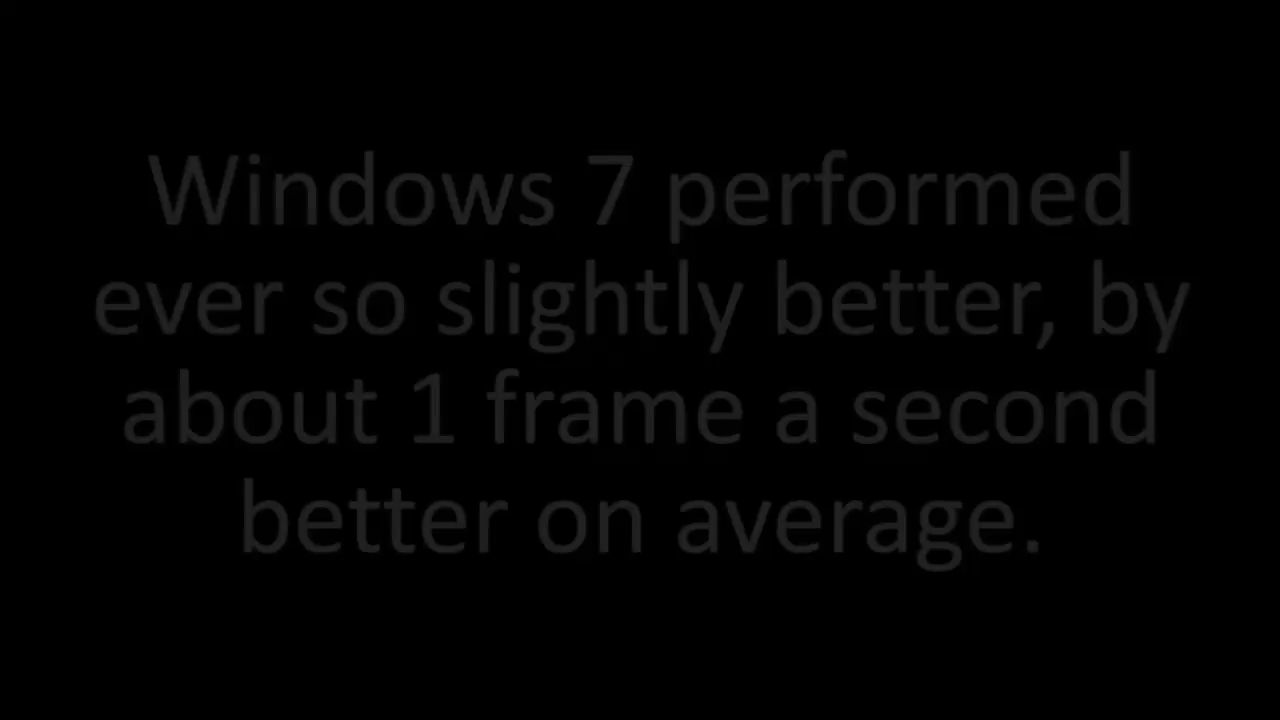 Windows 7 performed
ever so slightly better, by
about 1 frame a second
better on average.